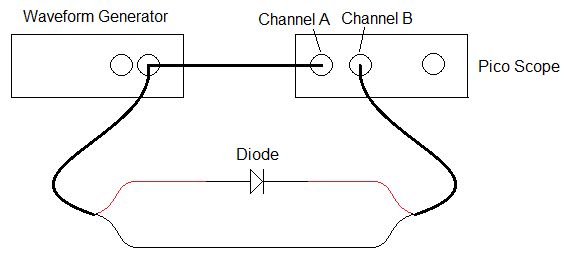 Waveform Generator
Channel A
Channel B
Pico Scope
Diode